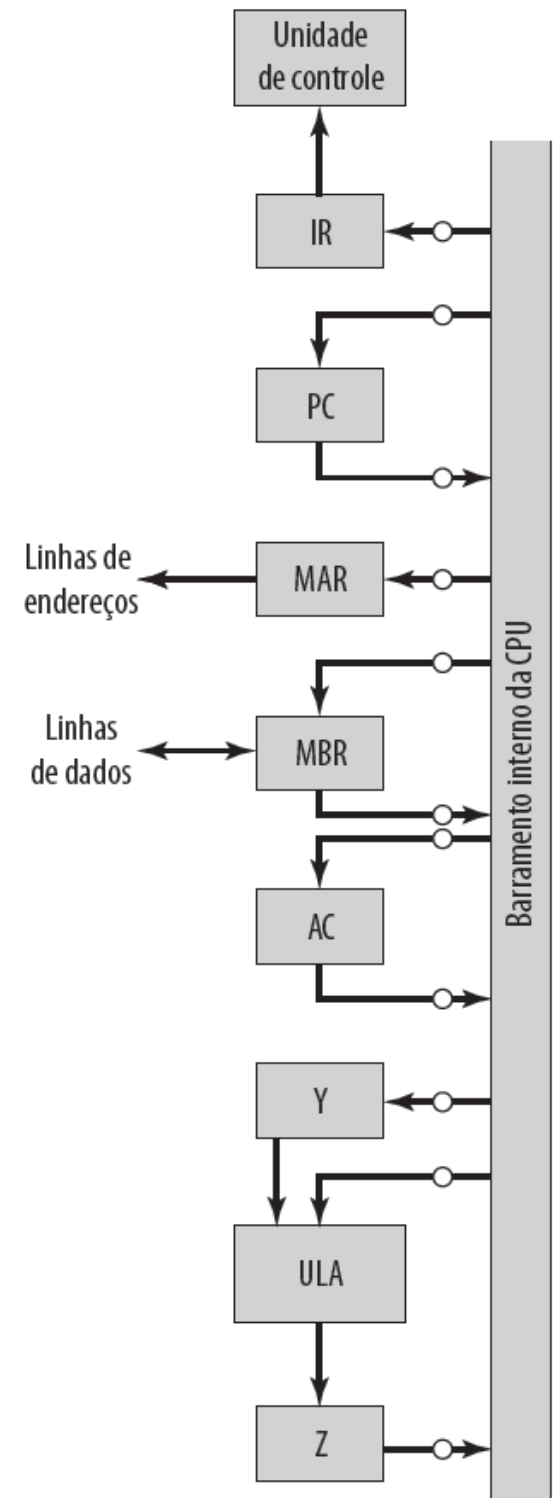 Unidade
de controle
IR
PC
Linhas de
endereços
MAR
Linhas
de dados
MBR
Barramento interno da CPU
AC
Y
ULA
Z